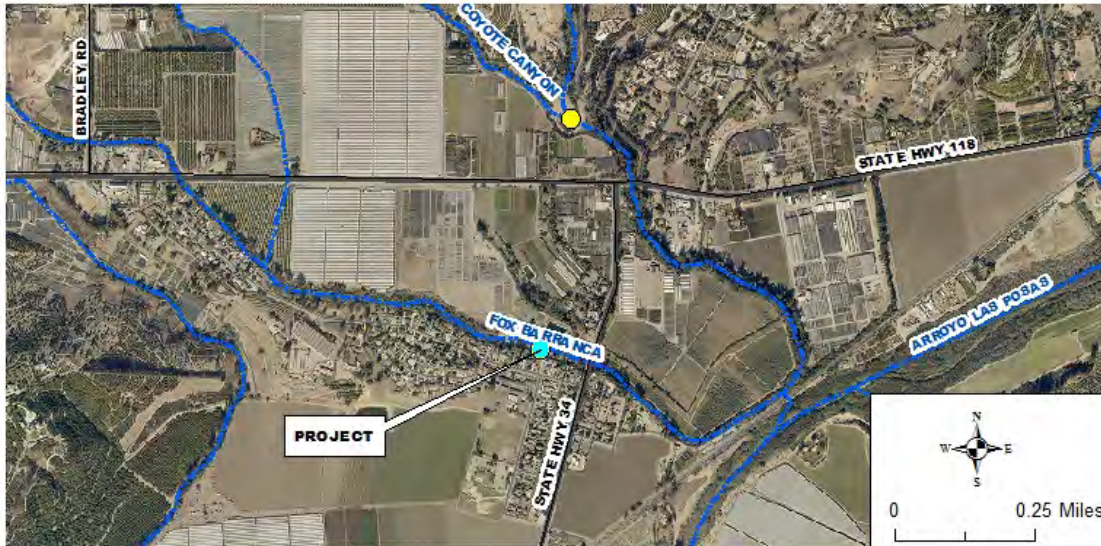 COYOTE CANYON
BRADLEY RD
STATE HWY 118
ARROYO LAS POSAS
FOX BARRANCA
PROJECT
STATE HWY 34
N
W E
S
0 0.25 Miles